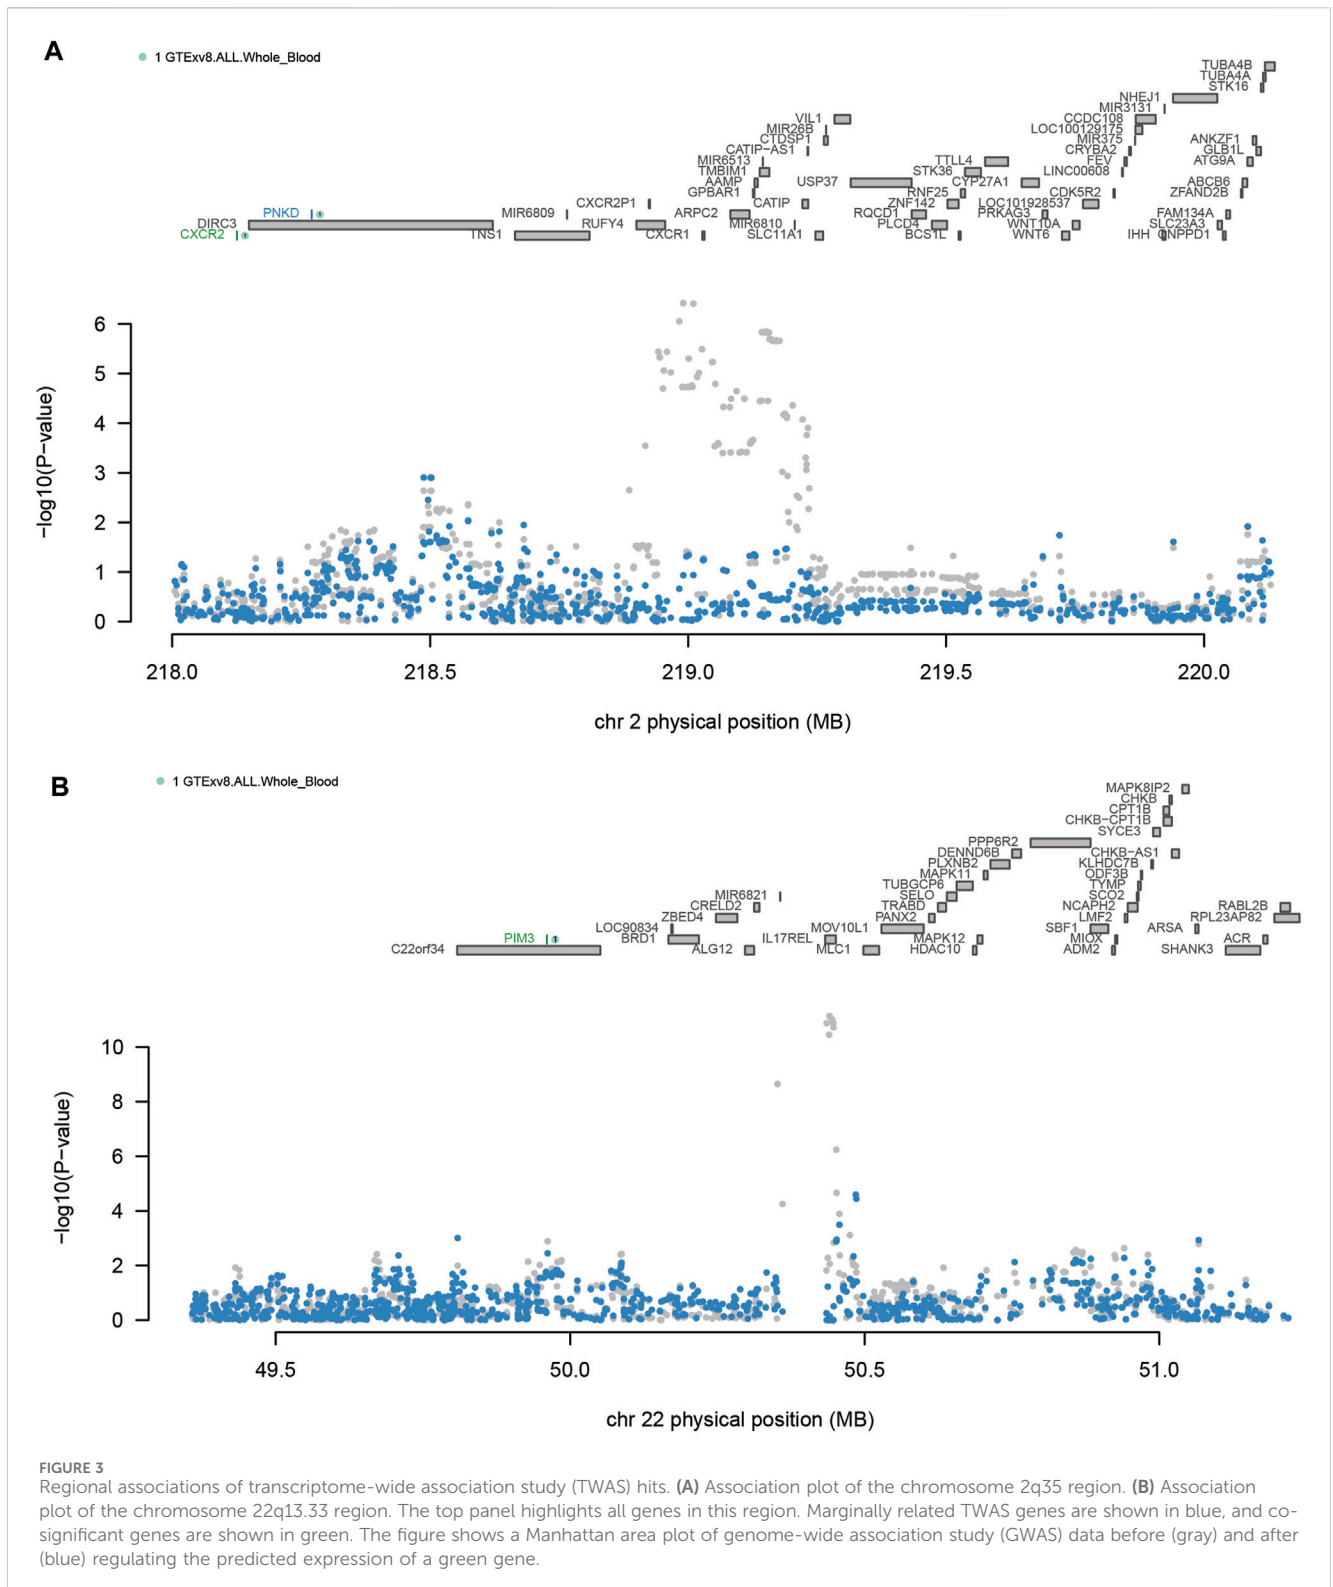 A
1 GTExv8.ALL.Whole_Blood
TUBA4B
TUBA4A
STK16
NHEJ1
MIR3131
VIL1 CCDC108
MIR26B LOC100129175
CTDSP1 MIR375 ANKZF1
CATIP-AS1 CRYBA2 GLB1L
MIR6513 TTLL4 FEV ATG9A
TMBIM1 STK36 LINC00608
AAMP USP37 CYP27A1 ABCB6
GPBAR1 RNF25 CDK5R2 ZFAND2B
CXCR2P1 CATIP ZNF142 LOC101928537
PNKD 1 MIR6809 ARPC2 RQCD1 PRKAG3 FAM134A
DIRC3 RUFY4 MIR6810 PLCD4 WNT10A SLC23A3
CXCR2 1 TNS1 CXCR1 SLC11A1 BCS1L WNT6 IHH CNPPD1
6
5
4
3
2
1
0
-log10(P-value)
218.0 218.5 219.0 219.5 220.0
chr 2 physical position (MB)
B
1 GTExv8.ALL.Whole_Blood
MAPK8IP2
CHKB
CPT1B
CHKB-CPT1B
SYCE3
PPP6R2
DENND6B CHKB-AS1
PLXNB2 KLHDC7B
MAPK11 ODF3B
TUBGCP6 TYMP
MIR6821 SELO SCO2
CRELD2 TRABD NCAPH2 RABL2B
ZBED4 PANX2 LMF2 RPL23AP82
LOC90834 MOV10L1 SBF1 ARSA
PIM3 1 BRD1 IL17REL MAPK12 MIOX ACR
C22orf34 ALG12 MLC1 HDAC10 ADM2 SHANK3
10
8
6
4
2
0
-log10(P-value)
49.5 50.0 50.5 51.0
chr 22 physical position (MB)
FIGURE 3
Regional associations of transcriptome-wide association study (TWAS) hits. (A) Association plot of the chromosome 2q35 region. (B) Association
plot of the chromosome 22q13.33 region. The top panel highlights all genes in this region. Marginally related TWAS genes are shown in blue, and co-
significant genes are shown in green. The figure shows a Manhattan area plot of genome-wide association study (GWAS) data before (gray) and after
(blue) regulating the predicted expression of a green gene.